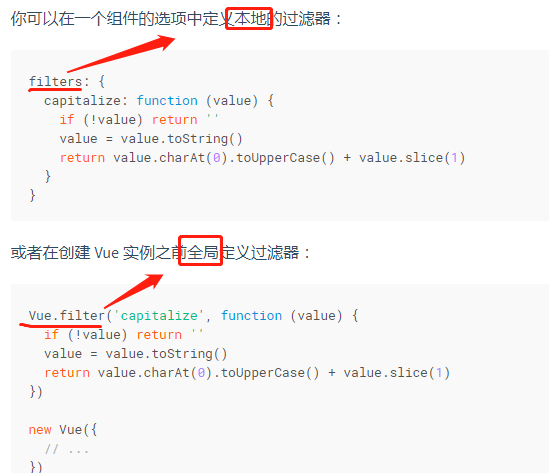 你可以在一个组件的选项中定义本地的过滤器：
filters: {
  capitalize: function (value) {
    if (!value) return ''
    value = value.toString()
    return value.charAt(0).toUpperCase() + value.slice(1)
  }
}
或者在创建 Vue 实例之前全局定义过滤器：
Vue.filter('capitalize', function (value) {
  if (!value) return ''
  value = value.toString()
  return value.charAt(0).toUpperCase() + value.slice(1)
})
new Vue({
  // ...
})